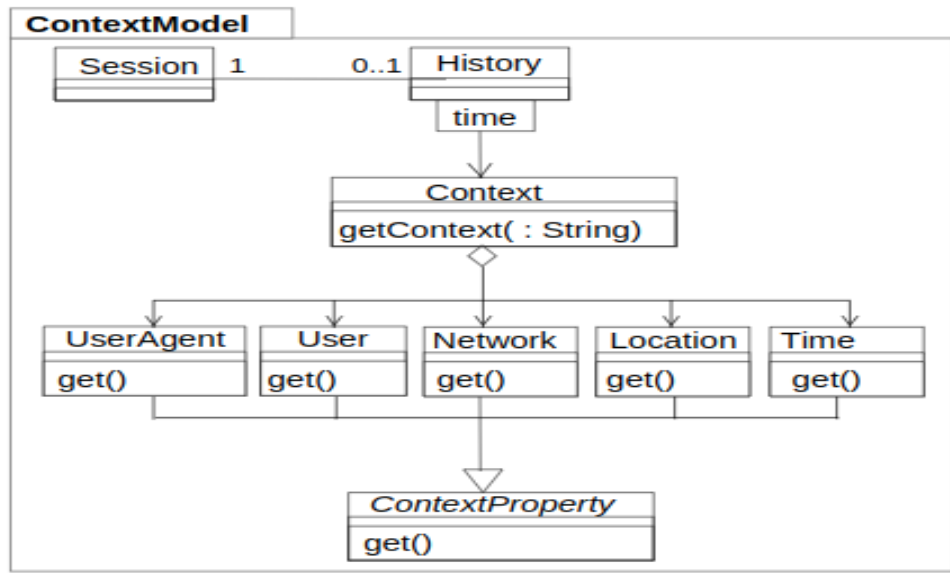 ContextModel
Session 1 0..1 History
time
Context
getContext( : String)
UserAgent User Network Location Time
get() get() get() get() get()
ContextProperty
get()